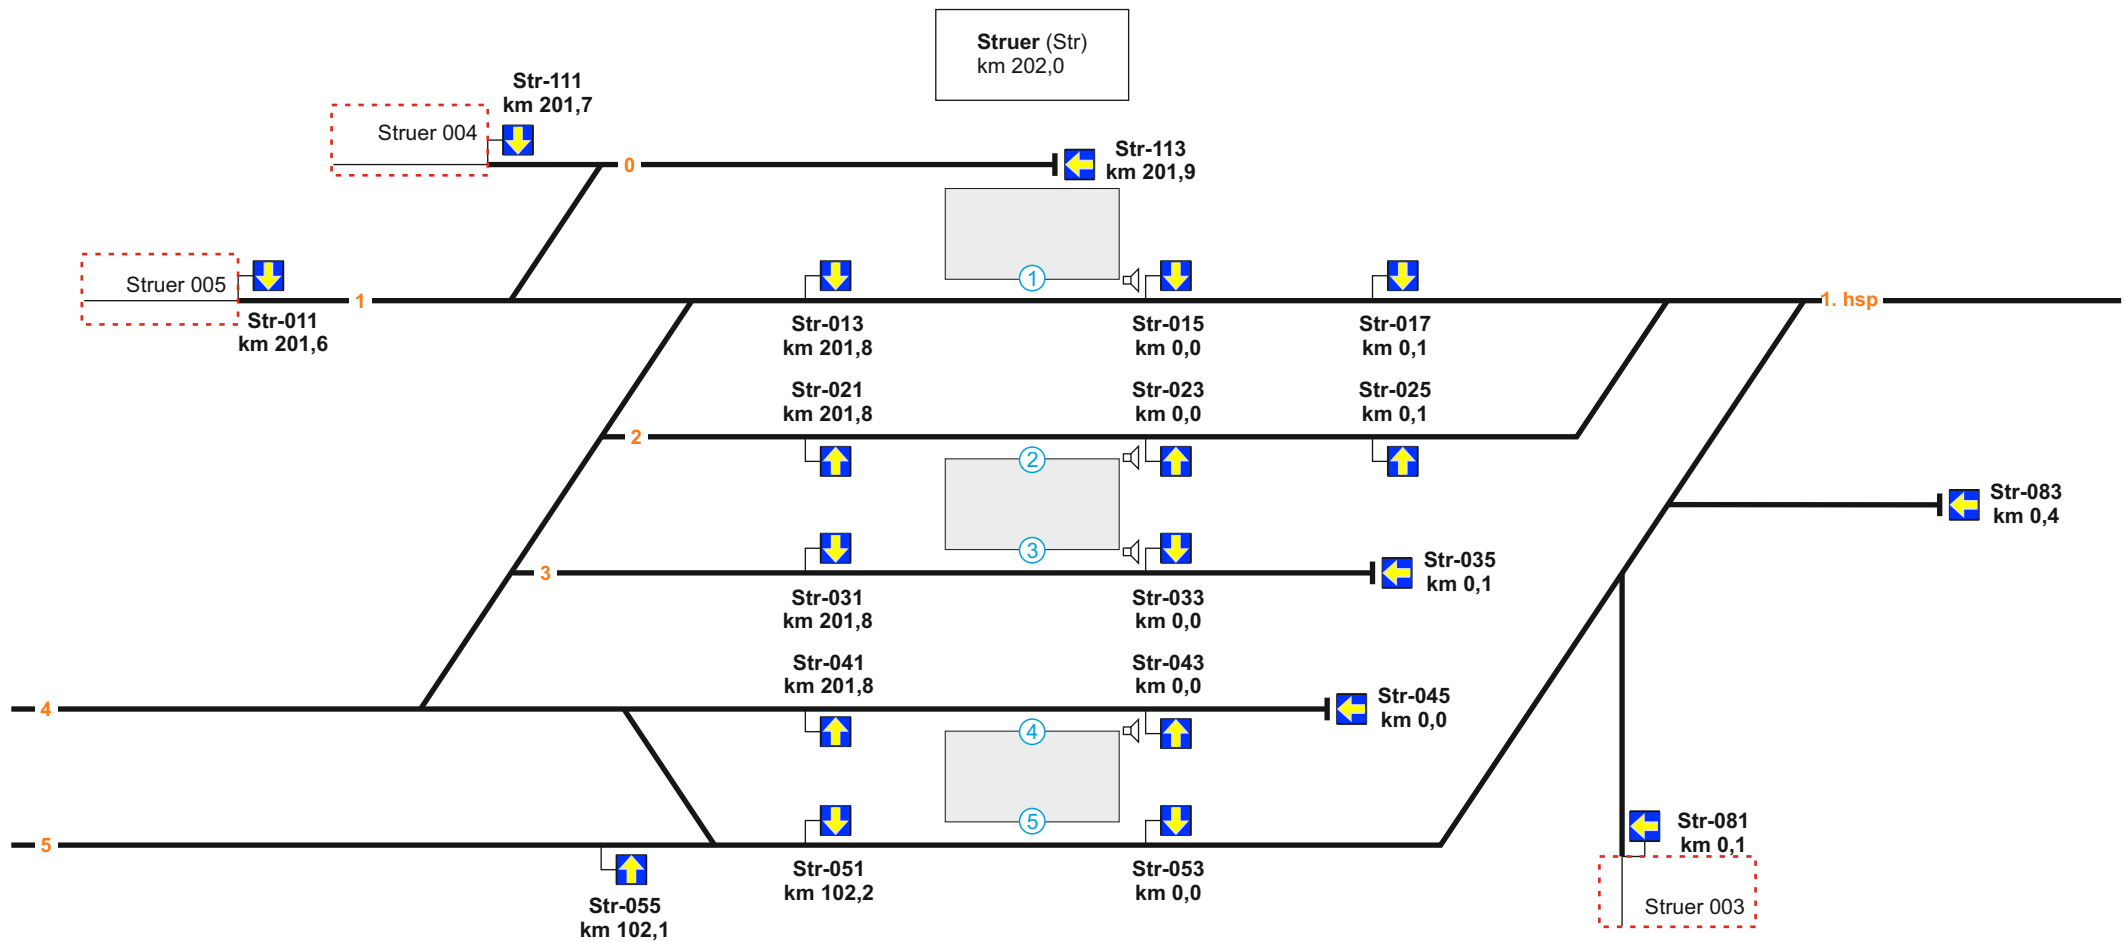 Struer (Str)
km 202,0
Str-111
km 201,7
Struer 004
0
Str-113
km 201,9
Struer 005
1
Str-011
km 201,6
1
1. hsp
Str-013
km 201,8
Str-015
km 0,0
Str-017
km 0,1
Str-021
km 201,8
Str-023
km 0,0
Str-025
km 0,1
2
2
Str-083
km 0,4
3
3
Str-035
km 0,1
Str-031
km 201,8
Str-033
km 0,0
Str-041
km 201,8
Str-043
km 0,0
Str-045
km 0,0
4
4
5
5
Str-081
km 0,1
Str-051
km 102,2
Str-053
km 0,0
Str-055
km 102,1
Struer 003